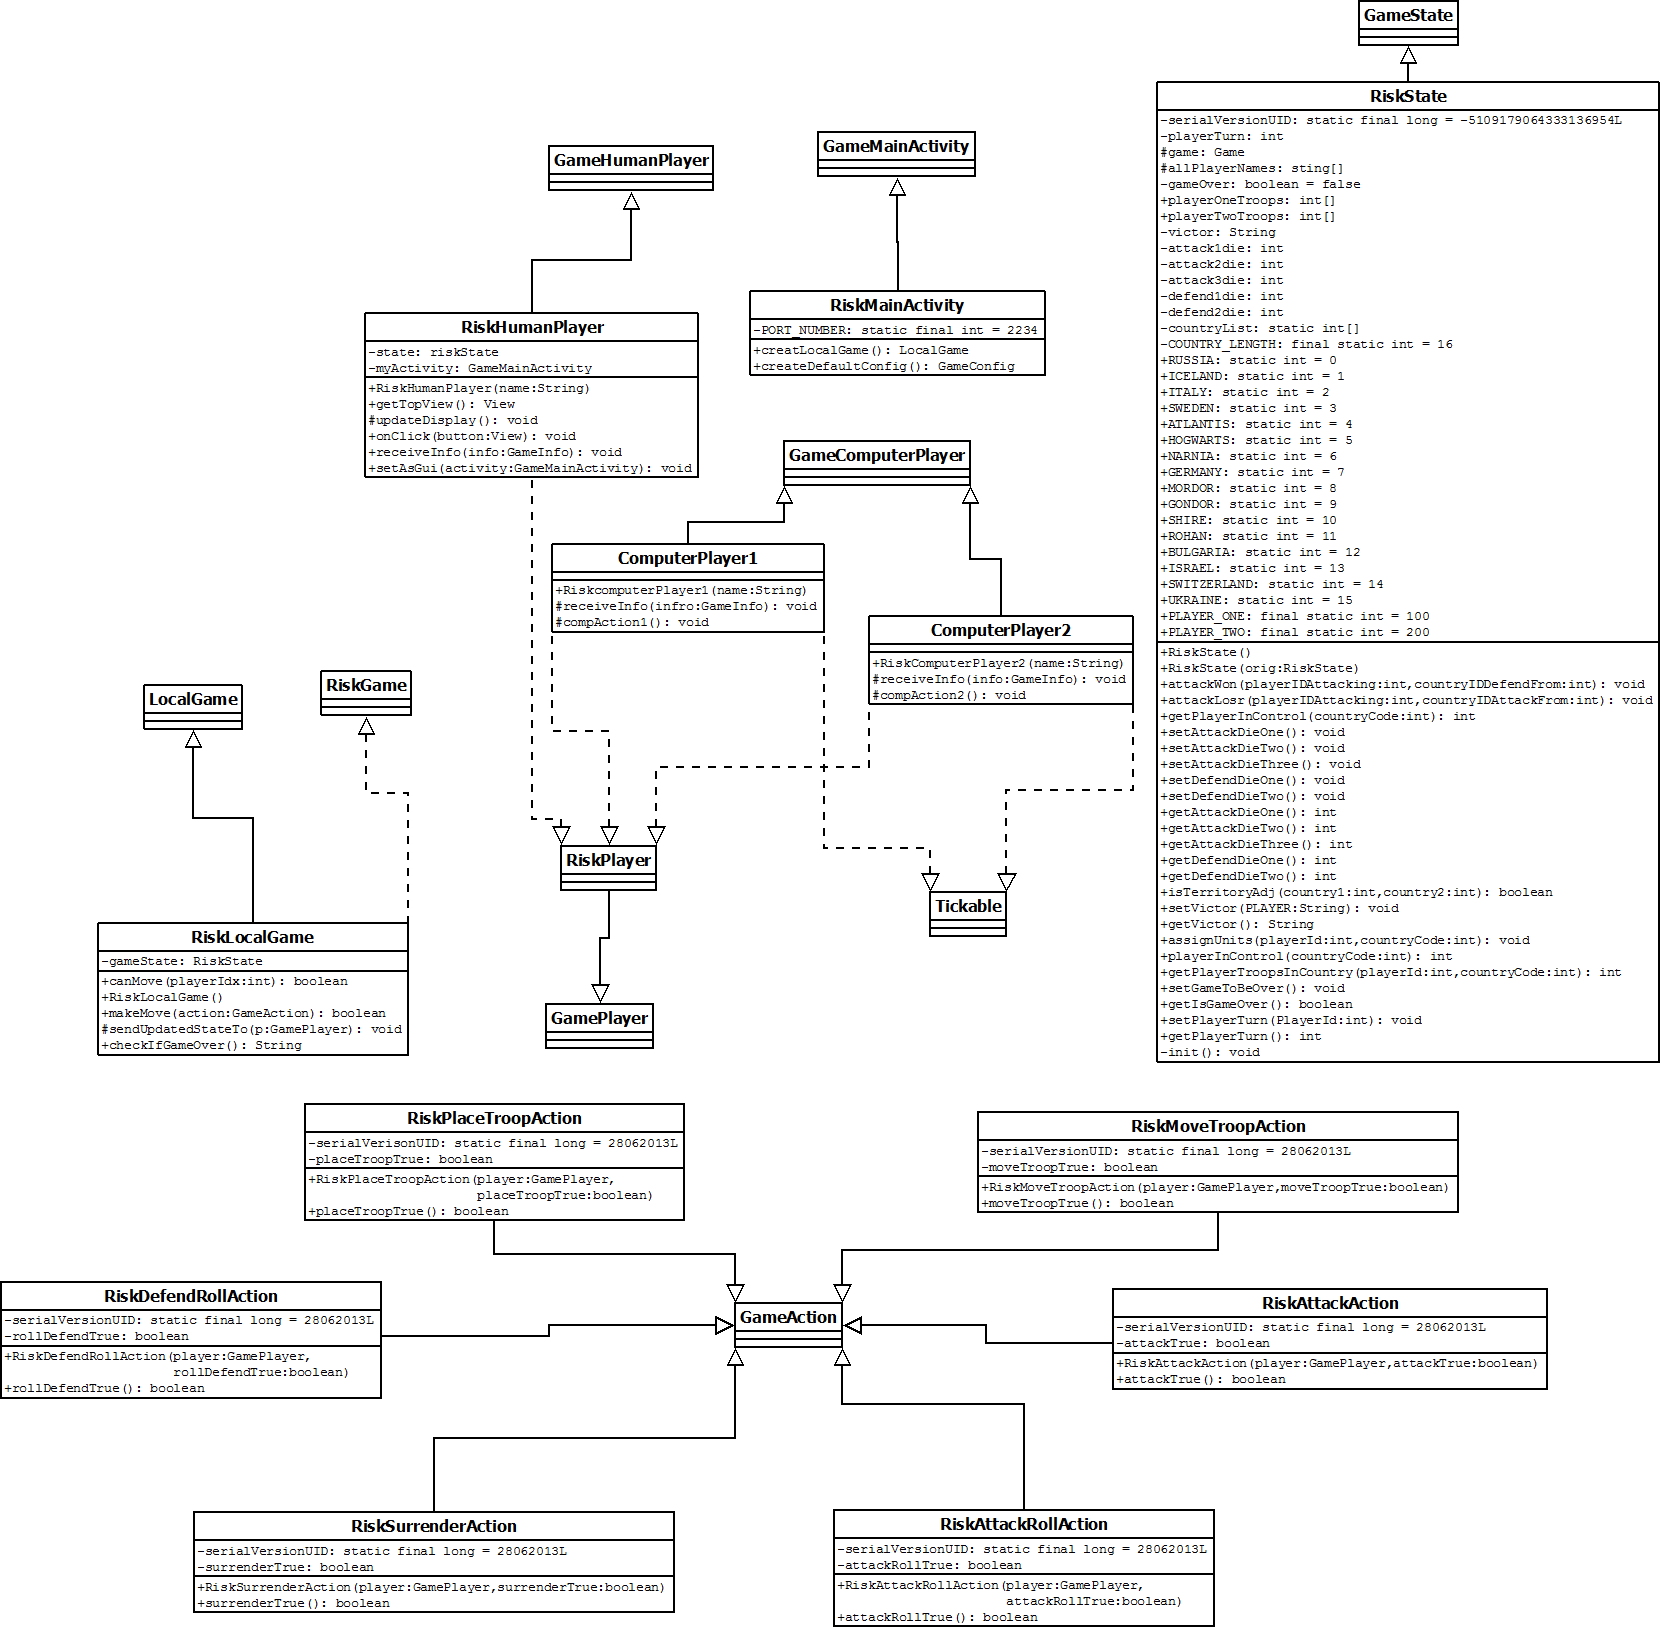 GameState
RiskState
-serialVersionUID: static final long = -5109179064333136954L
-playerTurn: int
#game: Game
#allPlayerNames: sting[]
-gameOver: boolean = false
+playerOneTroops: int[]
+playerTwoTroops: int[]
-victor: String
-attack1die: int
-attack2die: int
-attack3die: int
-defend1die: int
-defend2die: int
-countryList: static int[]
-COUNTRY_LENGTH: final static int = 16
+RUSSIA: static int = 0
+ICELAND: static int = 1
+ITALY: static int = 2
+SWEDEN: static int = 3
+ATLANTIS: static int = 4
+HOGWARTS: static int = 5
+NARNIA: static int = 6
+GERMANY: static int = 7
+MORDOR: static int = 8
+GONDOR: static int = 9
+SHIRE: static int = 10
+ROHAN: static int = 11
+BULGARIA: static int = 12
+ISRAEL: static int = 13
+SWITZERLAND: static int = 14
+UKRAINE: static int = 15
+PLAYER_ONE: final static int = 100
+PLAYER_TWO: final static int = 200
+RiskState()
+RiskState(orig:RiskState)
+attackWon(playerIDAttacking:int,countryIDDefendFrom:int): void
+attackLosr(playerIDAttacking:int,countryIDAttackFrom:int): void
+getPlayerInControl(countryCode:int): int
+setAttackDieOne(): void
+setAttackDieTwo(): void
+setAttackDieThree(): void
+setDefendDieOne(): void
+setDefendDieTwo(): void
+getAttackDieOne(): int
+getAttackDieTwo(): int
+getAttackDieThree(): int
+getDefendDieOne(): int
+getDefendDieTwo(): int
+isTerritoryAdj(country1:int,country2:int): boolean
+setVictor(PLAYER:String): void
+getVictor(): String
+assignUnits(playerId:int,countryCode:int): void
+playerInControl(countryCode:int): int
+getPlayerTroopsInCountry(playerId:int,countryCode:int): int
+setGameToBeOver(): void
+getIsGameOver(): boolean
+setPlayerTurn(PlayerId:int): void
+getPlayerTurn(): int
-init(): void
GameHumanPlayer
GameMainActivity
RiskHumanPlayer
-state: riskState
-myActivity: GameMainActivity
+RiskHumanPlayer(name:String)
+getTopView(): View
#updateDisplay(): void
+onClick(button:View): void
+receiveInfo(info:GameInfo): void
+setAsGui(activity:GameMainActivity): void
RiskMainActivity
-PORT_NUMBER: static final int = 2234
+creatLocalGame(): LocalGame
+createDefaultConfig(): GameConfig
GameComputerPlayer
ComputerPlayer1
+RiskcomputerPlayer1(name:String)
#receiveInfo(infro:GameInfo): void
#compAction1(): void
ComputerPlayer2
+RiskComputerPlayer2(name:String)
#receiveInfo(info:GameInfo): void
#compAction2(): void
LocalGame
RiskGame
RiskPlayer
Tickable
RiskLocalGame
-gameState: RiskState
+canMove(playerIdx:int): boolean
+RiskLocalGame()
+makeMove(action:GameAction): boolean
#sendUpdatedStateTo(p:GamePlayer): void
+checkIfGameOver(): String
GamePlayer
RiskPlaceTroopAction
-serialVerisonUID: static final long = 28062013L
-placeTroopTrue: boolean
+RiskPlaceTroopAction(player:GamePlayer,
placeTroopTrue:boolean)
+placeTroopTrue(): boolean
RiskMoveTroopAction
-serialVersionUID: static final long = 28062013L
-moveTroopTrue: boolean
+RiskMoveTroopAction(player:GamePlayer,moveTroopTrue:boolean)
+moveTroopTrue(): boolean
RiskDefendRollAction
-serialVersionUID: static final long = 28062013L
-rollDefendTrue: boolean
+RiskDefendRollAction(player:GamePlayer,
rollDefendTrue:boolean)
+rollDefendTrue(): boolean
GameAction
RiskAttackAction
-serialVersionUID: static final long = 28062013L
-attackTrue: boolean
+RiskAttackAction(player:GamePlayer,attackTrue:boolean)
+attackTrue(): boolean
RiskSurrenderAction
-serialVersionUID: static final long = 28062013L
-surrenderTrue: boolean
+RiskSurrenderAction(player:GamePlayer,surrenderTrue:boolean)
+surrenderTrue(): boolean
RiskAttackRollAction
-serialVersionUID: static final long = 28062013L
-attackRollTrue: boolean
+RiskAttackRollAction(player:GamePlayer,
attackRollTrue:boolean)
+attackRollTrue(): boolean